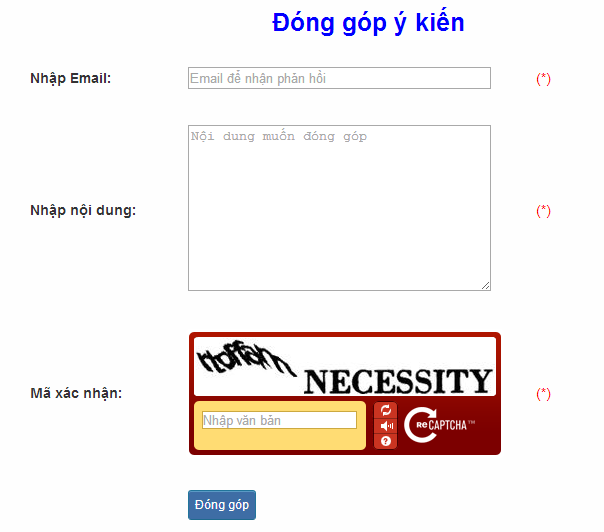 Đóng góp ý kiến
Nhập Email:
Email để nhận phản hồi
(*)
Nội dung muốn đóng góp
Nhập nội dung:
(*)
NECESSITY
Mã xác nhận:
(*)
Nhập văn bản
reCAPTCHA™
Đóng góp